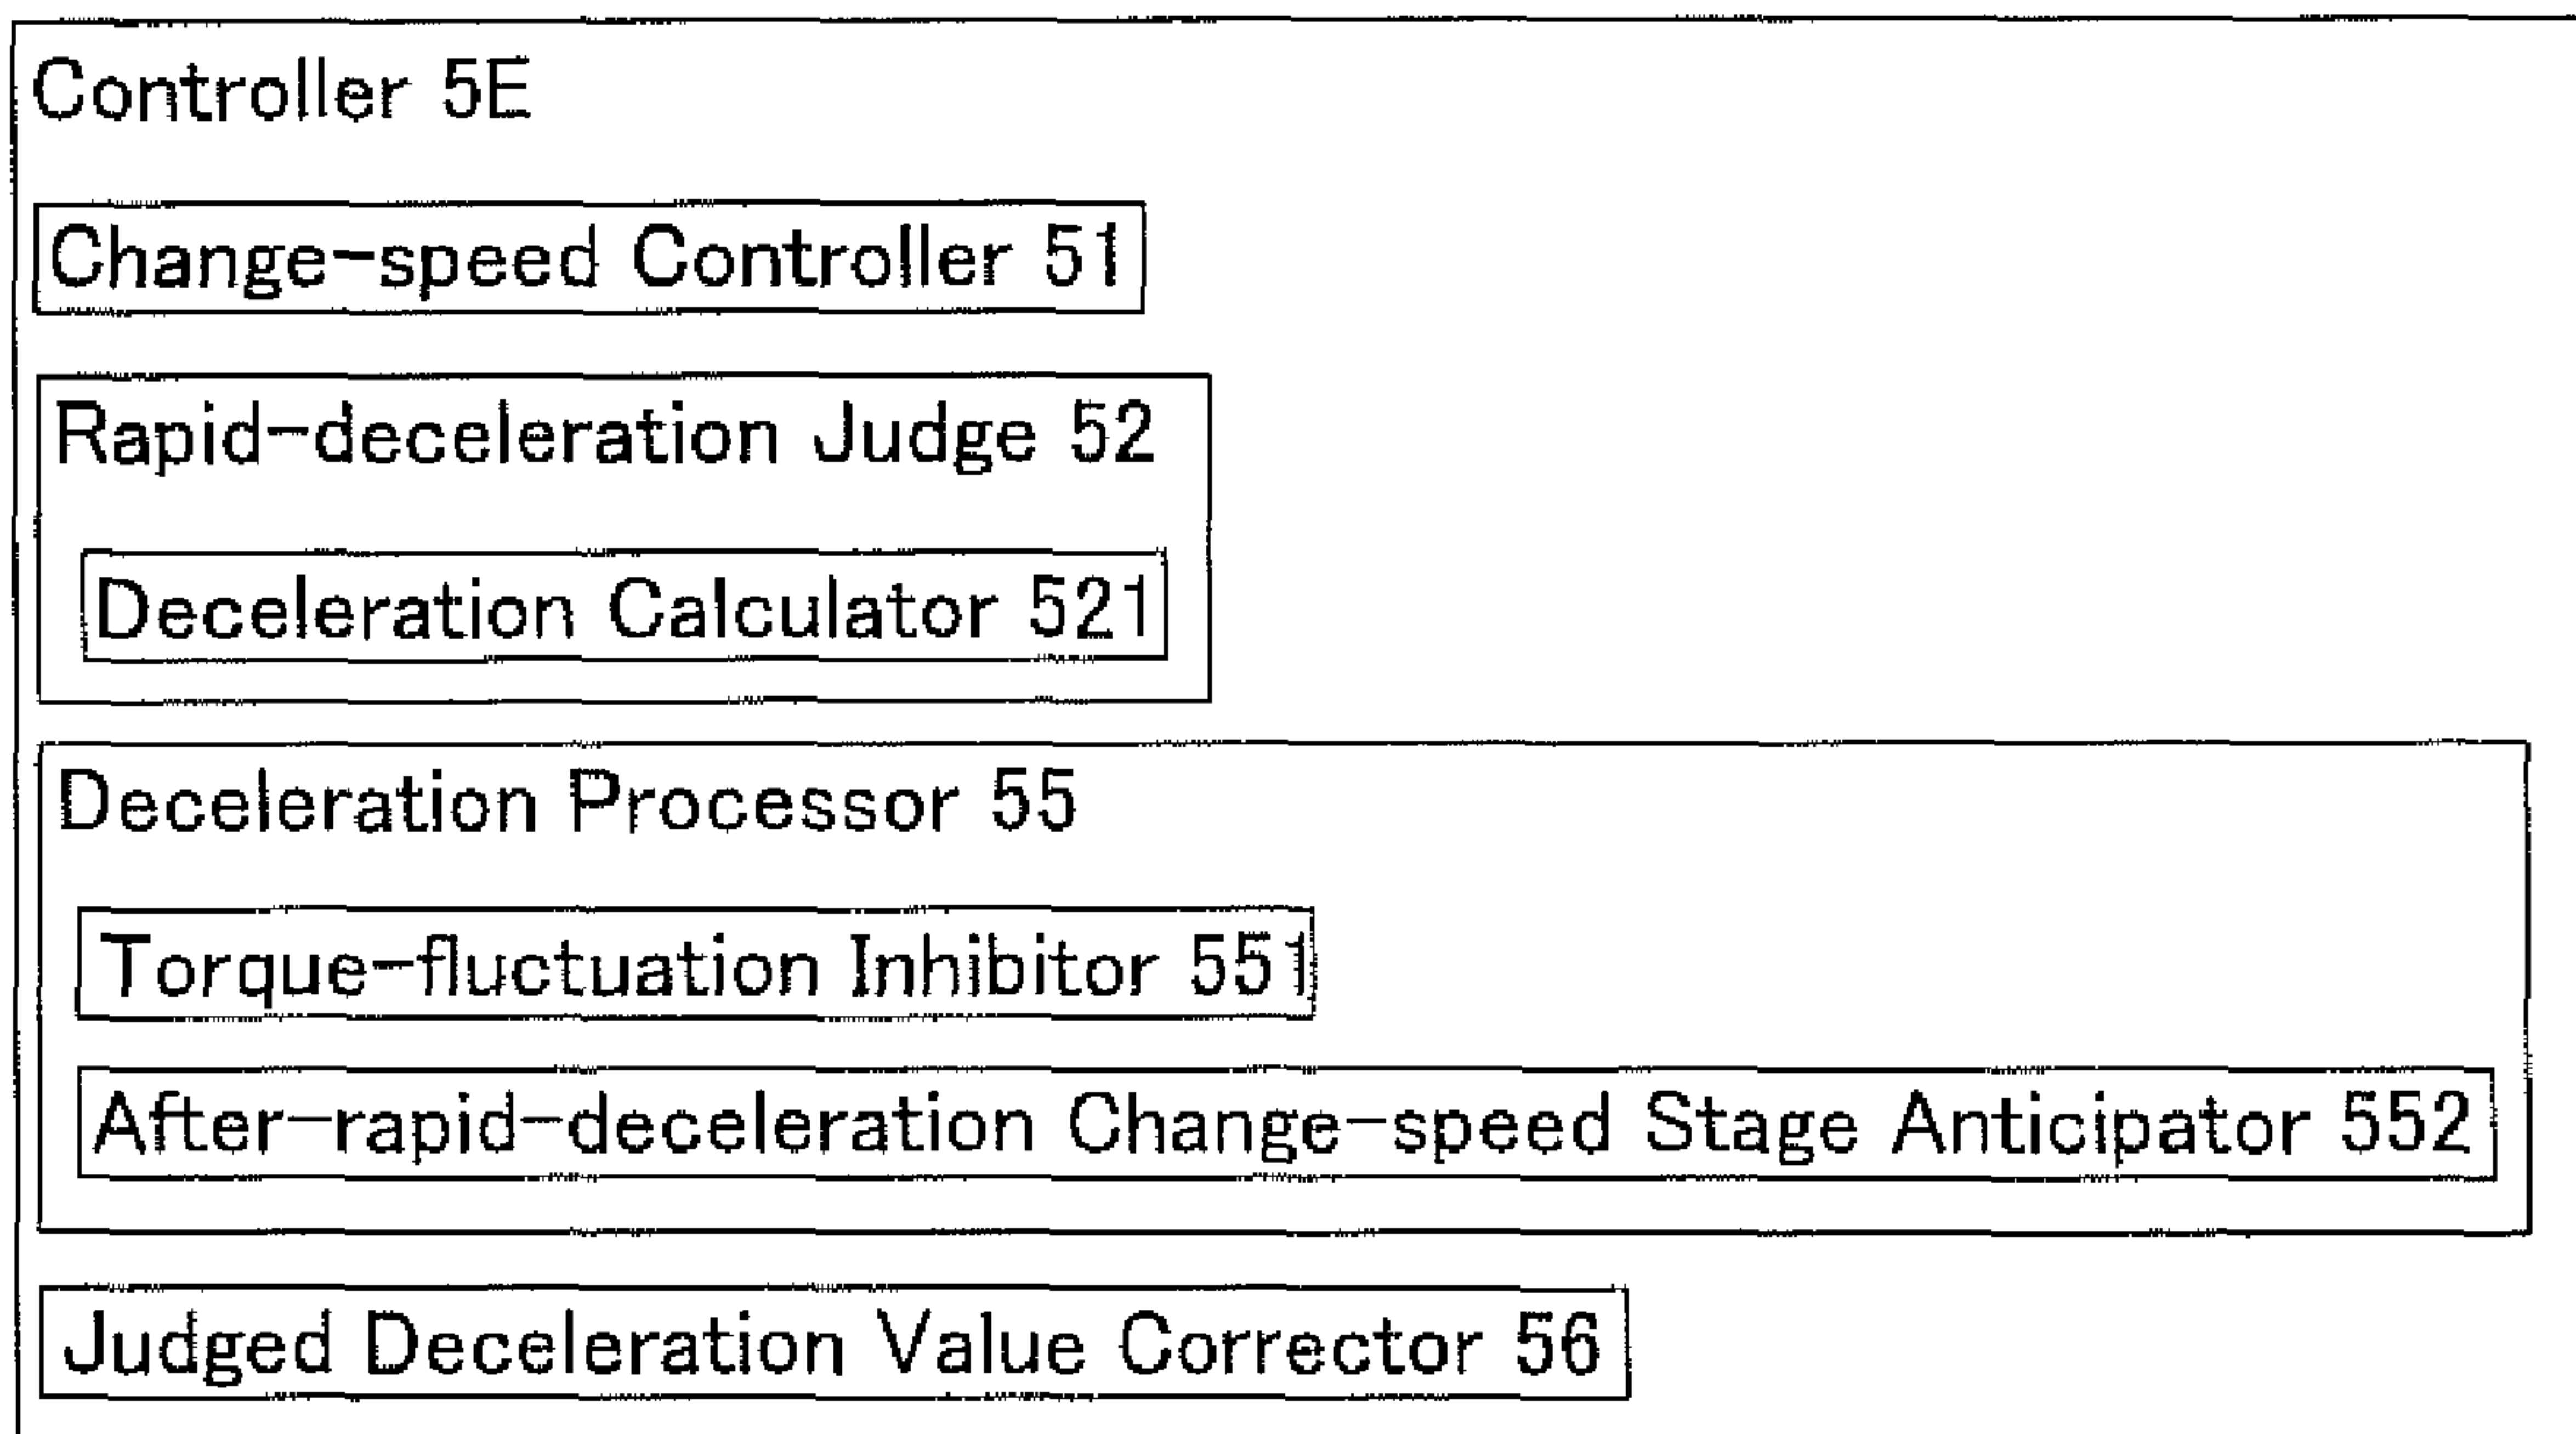 Controller 5E
Change-speed Controller 51
Rapid-deceleration Judge 52
Deceleration Calculator 521
Deceleration Processor 55
Torque-fluctuation Inhibitor 551
After-rapid-deceleration Change-speed Stage Anticipator 552
Judged Deceleration Value Corrector 56